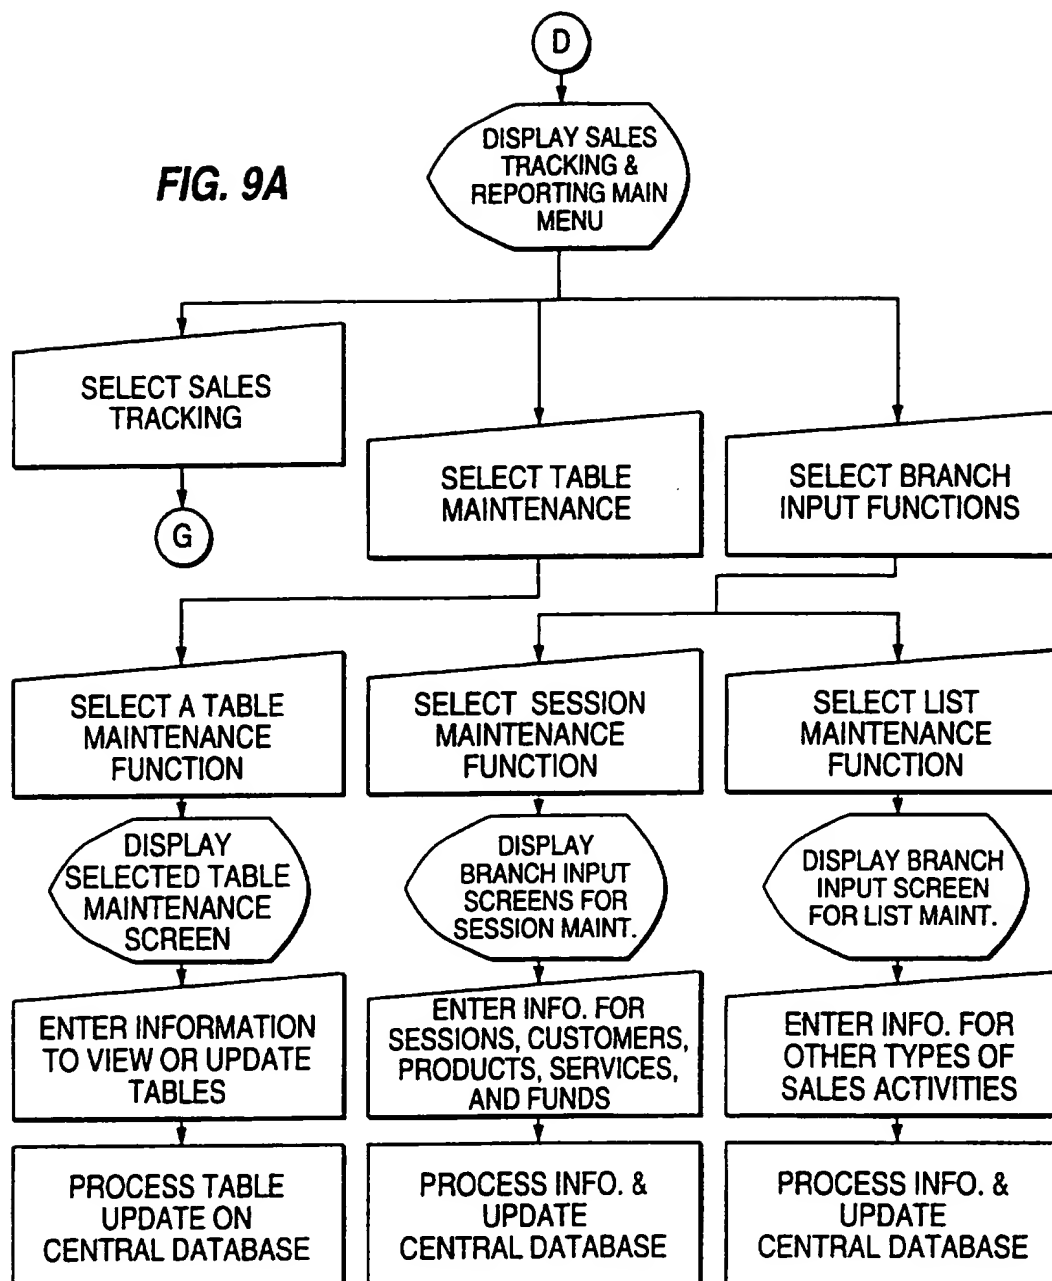 D
DISPLAY SALES
TRACKING &
REPORTING MAIN
MENU
FIG. 9A
SELECT SALES
TRACKING
G
SELECT TABLE
MAINTENANCE
SELECT BRANCH
INPUT FUNCTIONS
SELECT A TABLE
MAINTENANCE
FUNCTION
SELECT SESSION
MAINTENANCE
FUNCTION
SELECT LIST
MAINTENANCE
FUNCTION
DISPLAY
SELECTED TABLE
MAINTENANCE
SCREEN
DISPLAY
BRANCH INPUT
SCREENS FOR
SESSION MAINT.
DISPLAY BRANCH
INPUT SCREEN
FOR LIST MAINT.
ENTER INFORMATION
TO VIEW OR UPDATE
TABLES
ENTER INFO. FOR
SESSIONS, CUSTOMERS,
PRODUCTS, SERVICES,
AND FUNDS
ENTER INFO. FOR
OTHER TYPES OF
SALES ACTIVITIES
PROCESS TABLE
UPDATE ON
CENTRAL DATABASE
PROCESS INFO. &
UPDATE
CENTRAL DATABASE
PROCESS INFO. &
UPDATE
CENTRAL DATABASE